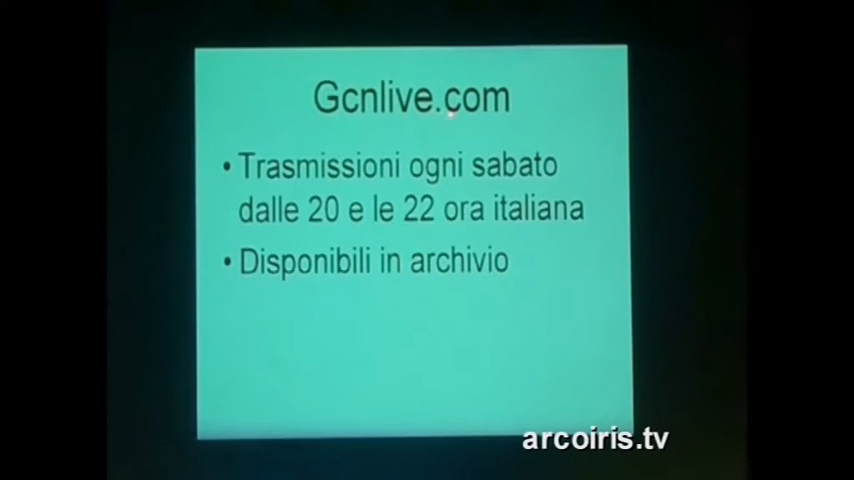 Gcnlive.com
• Trasmissioni ogni sabato
dalle 20 e le 22 ora italiana
• Disponibili in archivio
arcoiris.tv